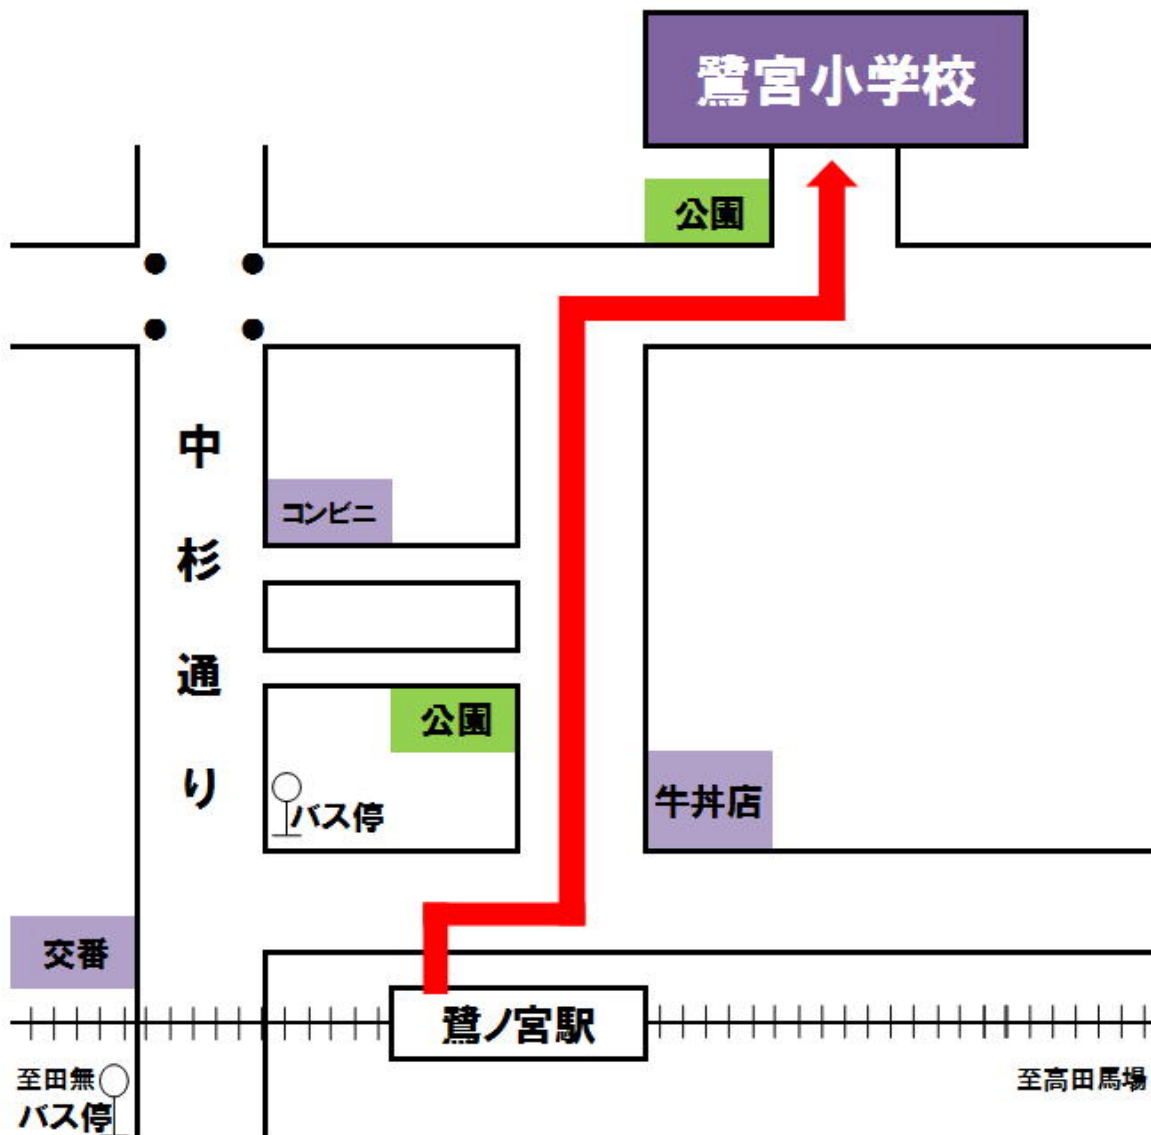 鷺宮小学校
公園
中杉通り
コンビニ
公園
バス停
牛丼店
交番
鷺ノ宮駅
至田無
バス停
至高田馬場